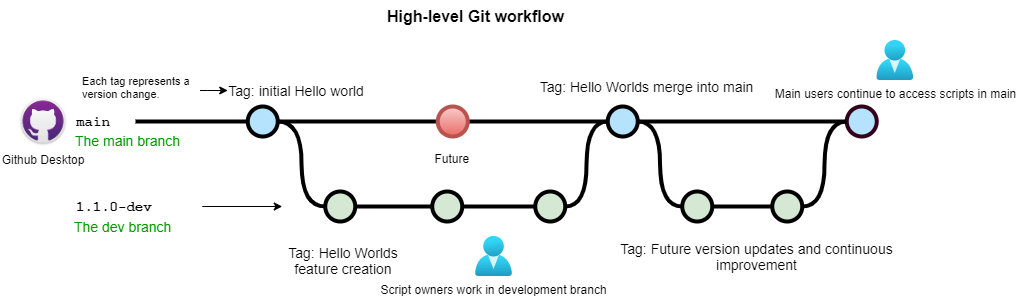 High-level Git workflow
Each tag represents a
version change.
Tag: initial Hello world
Tag: Hello Worlds merge into main
Main users continue to access scripts in main
main
The main branch
Github Desktop
Future
1.1.0-dev
The dev branch
Tag: Hello Worlds
feature creation
Script owners work in development branch
Tag: Future version updates and continuous
improvement